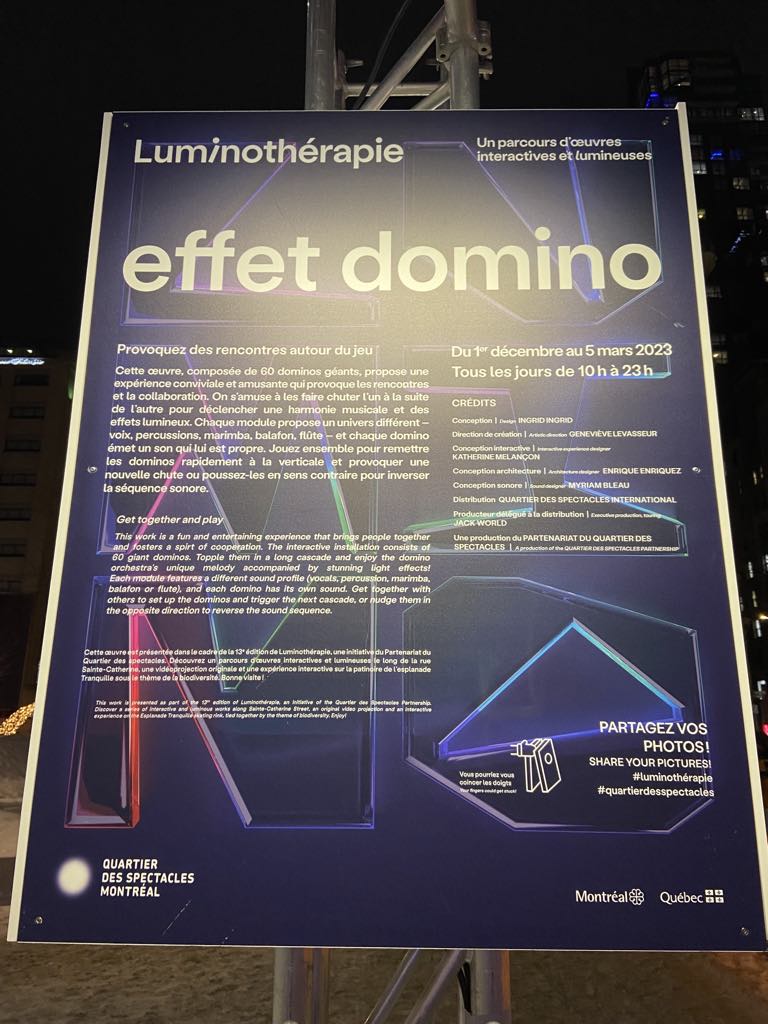 Luminothérapie
Un parcours d'œuvres
interactives et lumineuses
effet domino
Provoquez des rencontres autour du jeu
Cette œuvre, composée de 60 dominos géants, propose une
expérience conviviale et amusante qui provoque les rencontres
et la collaboration. On s'amuse à les faire chuter l'un à la suite
de l'autre pour déclencher une harmonie musicale et des
effets lumineux. Chaque module propose un univers différent –
voix, percussions, marimba, balafon, flûte – et chaque domino
émet un son qui lui est propre. Jouez ensemble pour remettre
les dominos rapidement à la verticale et provoquer une
nouvelle chute ou poussez-les en sens contraire pour inverser
la séquence sonore.
Get together and play
This work is a fun and entertaining experience that brings people together
and fosters a spirt of cooperation. The interactive installation consists of
60 giant dominos. Topple them in a long cascade and enjoy the domino
orchestra's unique melody accompanied by stunning light effects!
Each module features a different sound profile (vocals, percussion, marimba,
balafon or flute), and each domino has its own sound. Get together with
others to set up the dominos and trigger the next cascade, or nudge them in
the opposite direction to reverse the sound sequence.
Cette œuvre est présentée dans le cadre de la 13e édition de Luminothérapie, une initiative du Partenariat du
Quartier des spectacles. Découvrez un parcours d'œuvres interactives et lumineuses le long de la rue
Sainte-Catherine, une vidéoprojection originale et une expérience interactive sur la patinoire de l'esplanade
Tranquille sous le thème de la biodiversité. Bonne visite !
This work is presented as part of the 13th edition of Luminothérapie, an initiative of the Quartier des Spectacles Partnership.
Discover a series of interactive and luminous works along Sainte-Catherine Street, an original video projection and an interactive
experience on the Esplanade Tranquille skating rink, tied together by the theme of biodiversity. Enjoy!
Du 1er décembre au 5 mars 2023
Tous les jours de 10 h à 23 h
CRÉDITS
Conception | Design INGRID INGRID
Direction de création | Artistic direction GENEVIÈVE LEVASSEUR
Conception interactive | Interactive experience designer
KATHERINE MELANÇON
Conception architecture | Architecture designer ENRIQUE ENRIQUEZ
Conception sonore | Sound designer MYRIAM BLEAU
Distribution QUARTIER DES SPECTACLES INTERNATIONAL
Producteur délégué à la distribution | Executive production, touring
JACK WORLD
Une production du PARTENARIAT DU QUARTIER DES
SPECTACLES | A production of the QUARTIER DES SPECTACLES PARTNERSHIP
Vous pourriez vous
coincer les doigts
Your fingers could get stuck!
PARTAGEZ VOS
PHOTOS !
SHARE YOUR PICTURES!
#luminothérapie
#quartierdesspectacles
QUARTIER
DES SPECTACLES
MONTRÉAL
Montréal
Québec